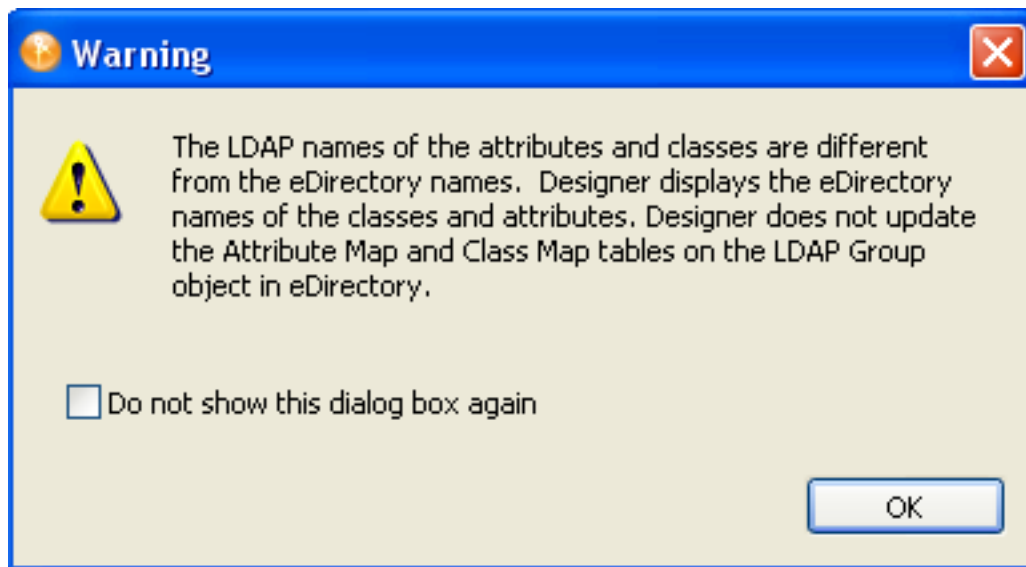 Warning
The LDAP names of the attributes and classes are different
from the eDirectory names.  Designer displays the eDirectory
names of the classes and attributes. Designer does not update
the Attribute Map and Class Map tables on the LDAP Group
object in eDirectory.
Do not show this dialog box again
OK